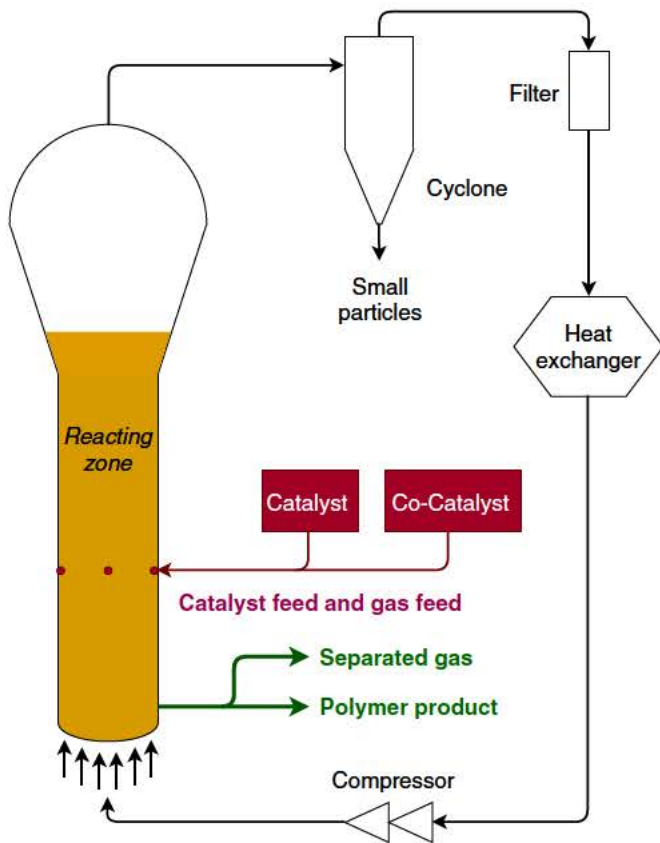 Filter
Cyclone
Small
particles
Heat
exchanger
Reacting
zone
Catalyst
Co-Catalyst
Catalyst feed and gas feed
Separated gas
Polymer product
Compressor